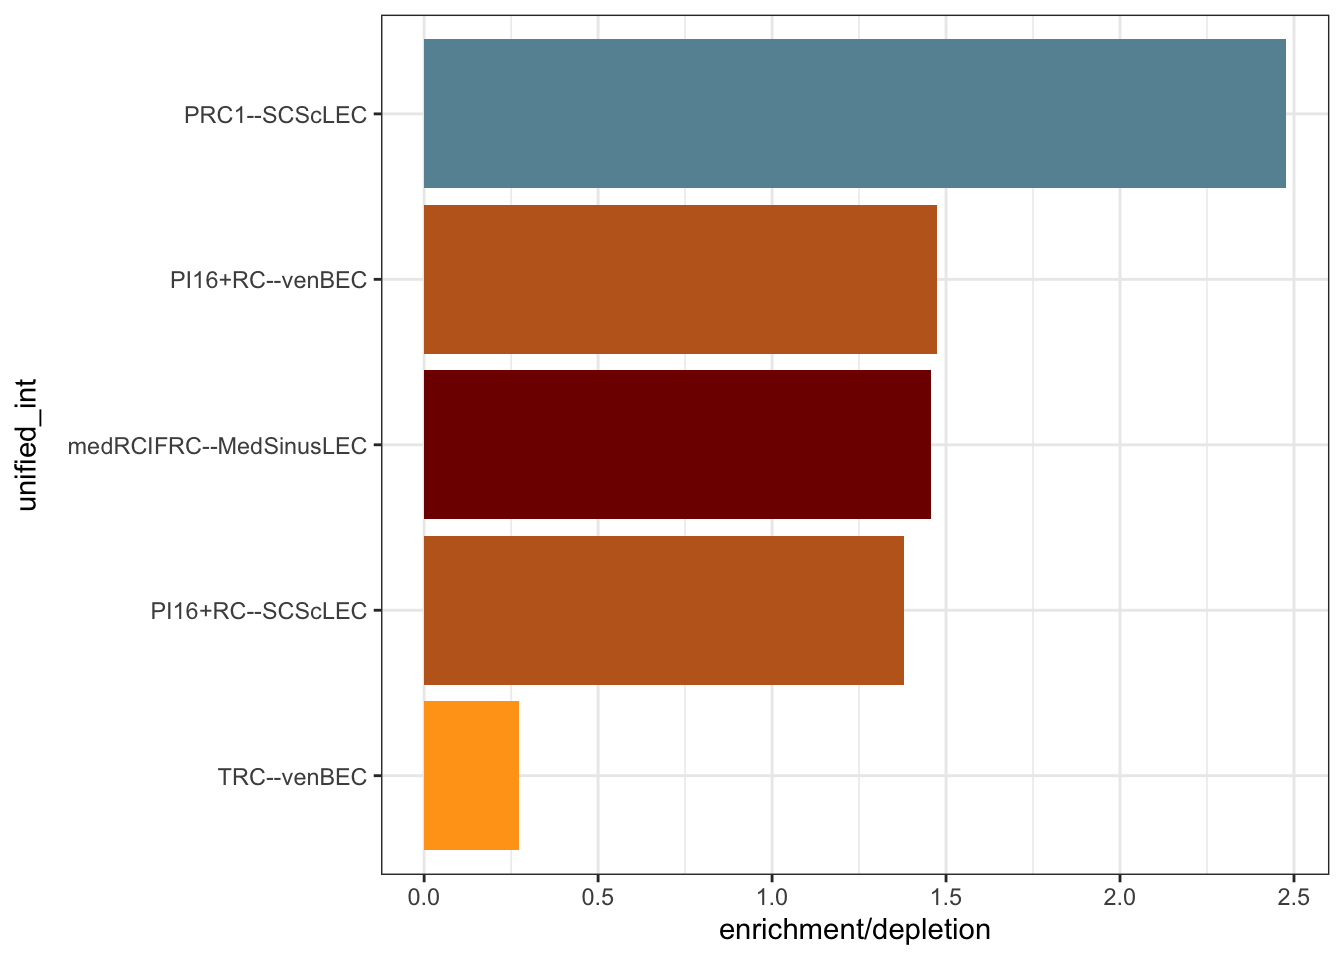 PRC1--SCScLEC
PI16+RC--venBEC
medRCIFRC--MedSinusLEC
PI16+RC--SCScLEC
TRC--venBEC
unified_int
0.0 0.5 1.0 1.5 2.0 2.5
enrichment/depletion